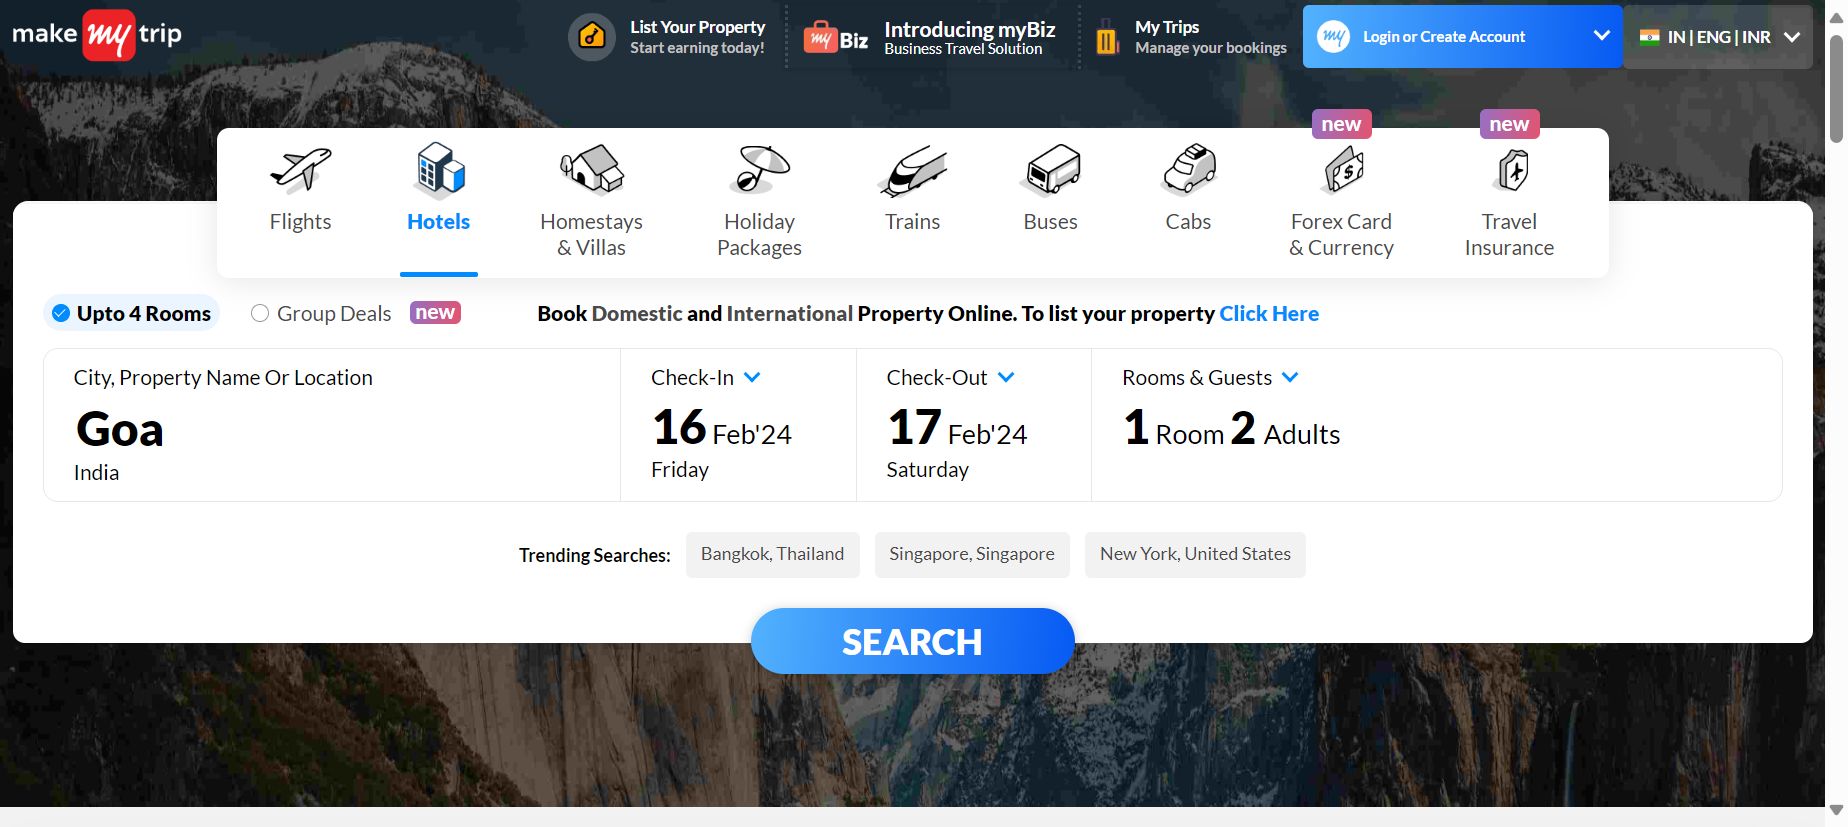 make my trip
List Your Property
Start earning today!
my Biz
Introducing myBiz
Business Travel Solution
My Trips
Manage your bookings
my Login or Create Account
IN | ENG | INR
new
new
Flights
Hotels
Homestays
& Villas
Holiday
Packages
Trains
Buses
Cabs
Forex Card
& Currency
Travel
Insurance
Upto 4 Rooms
Group Deals
new
Book Domestic and International Property Online. To list your property Click Here
City, Property Name Or Location
Goa
India
Check-In
16 Feb'24
Friday
Check-Out
17 Feb'24
Saturday
Rooms & Guests
1 Room 2 Adults
Trending Searches:
Bangkok, Thailand
Singapore, Singapore
New York, United States
SEARCH